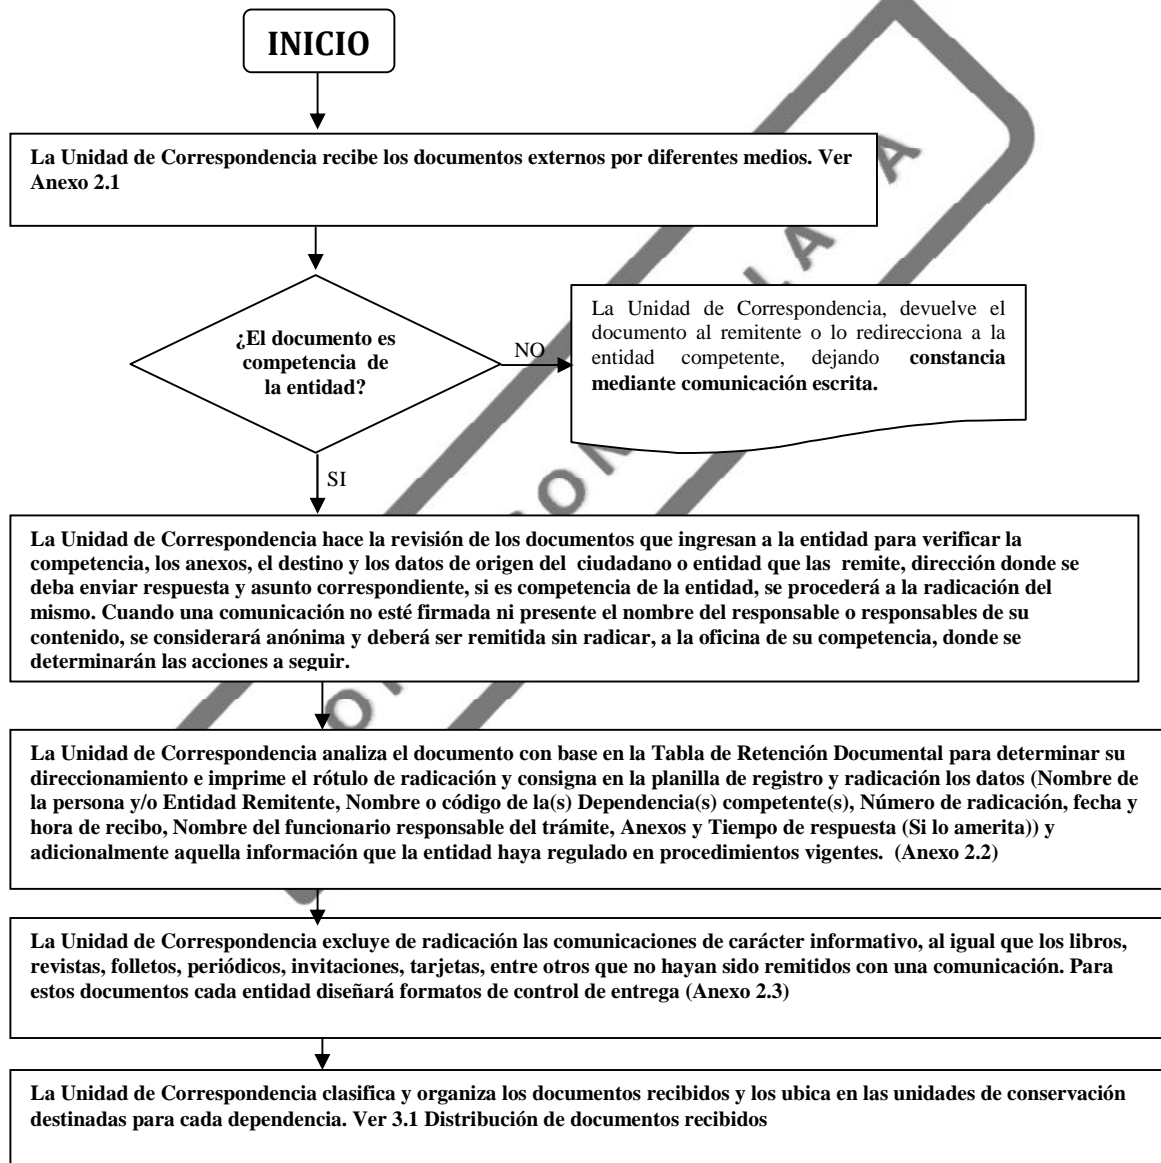 INICIO
La Unidad de Correspondencia recibe los documentos externos por diferentes medios. Ver
Anexo 2.1
¿El documento es
competencia de
la entidad?
NO
La Unidad de Correspondencia, devuelve el
documento al remitente o lo redirecciona a la
entidad competente, dejando constancia
mediante comunicación escrita.
SI
La Unidad de Correspondencia hace la revisión de los documentos que ingresan a la entidad para verificar la
competencia, los anexos, el destino y los datos de origen del ciudadano o entidad que las remite, dirección donde se
deba enviar respuesta y asunto correspondiente, si es competencia de la entidad, se procederá a la radicación del
mismo. Cuando una comunicación no esté firmada ni presente el nombre del responsable o responsables de su
contenido, se considerará anónima y deberá ser remitida sin radicar, a la oficina de su competencia, donde se
determinarán las acciones a seguir.
La Unidad de Correspondencia analiza el documento con base en la Tabla de Retención Documental para determinar su
direccionamiento e imprime el rótulo de radicación y consigna en la planilla de registro y radicación los datos (Nombre de
la persona y/o Entidad Remitente, Nombre o código de la(s) Dependencia(s) competente(s), Número de radicación, fecha y
hora de recibo, Nombre del funcionario responsable del trámite, Anexos y Tiempo de respuesta (Si lo amerita)) y
adicionalmente aquella información que la entidad haya regulado en procedimientos vigentes. (Anexo 2.2)
La Unidad de Correspondencia excluye de radicación las comunicaciones de carácter informativo, al igual que los libros,
revistas, folletos, periódicos, invitaciones, tarjetas, entre otros que no hayan sido remitidos con una comunicación. Para
estos documentos cada entidad diseñará formatos de control de entrega (Anexo 2.3)
La Unidad de Correspondencia clasifica y organiza los documentos recibidos y los ubica en las unidades de conservación
destinadas para cada dependencia. Ver 3.1 Distribución de documentos recibidos